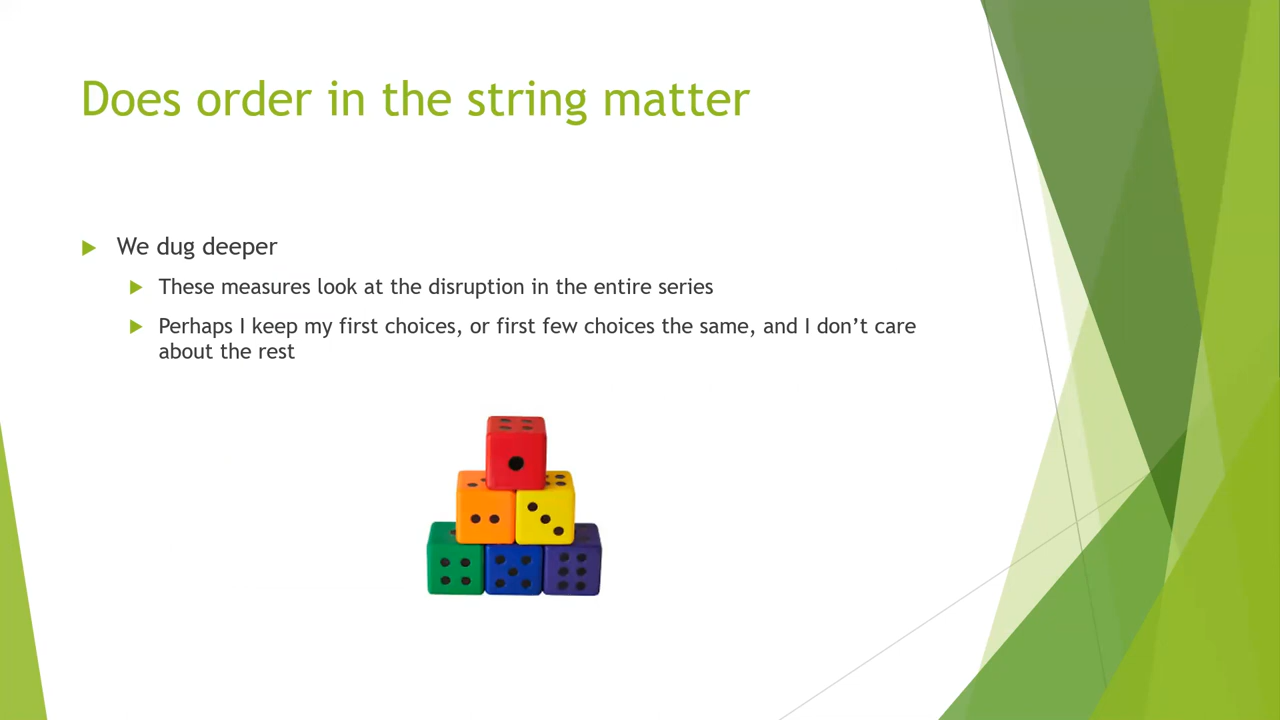 Does order in the string matter
We dug deeper
These measures look at the disruption in the entire series
Perhaps I keep my first choices, or first few choices the same, and I don’t care
about the rest